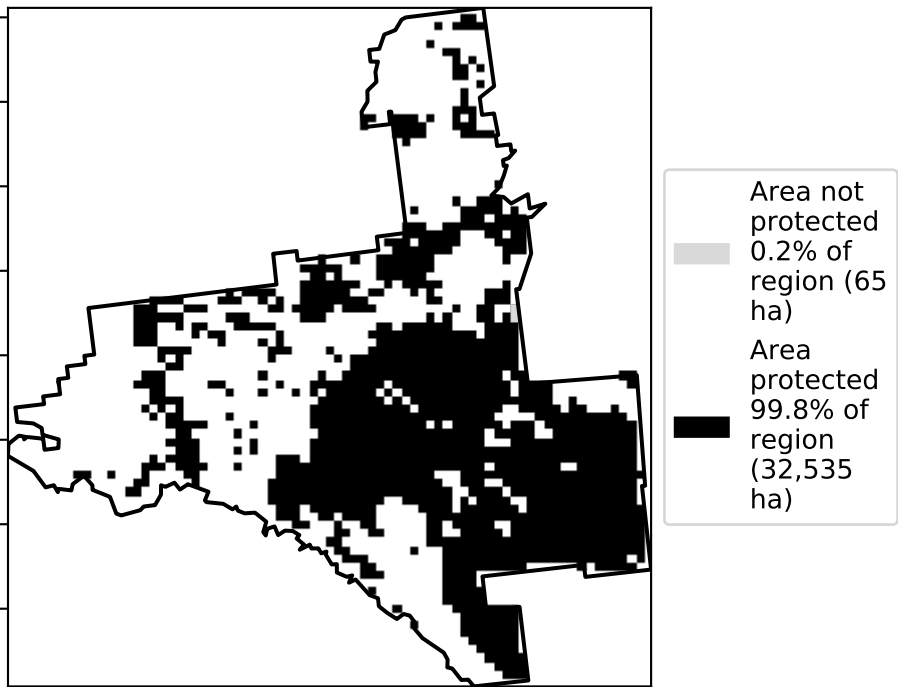 Area not
protected
0.2% of
region (65
ha)
Area
protected
99.8% of
region
(32,535
ha)